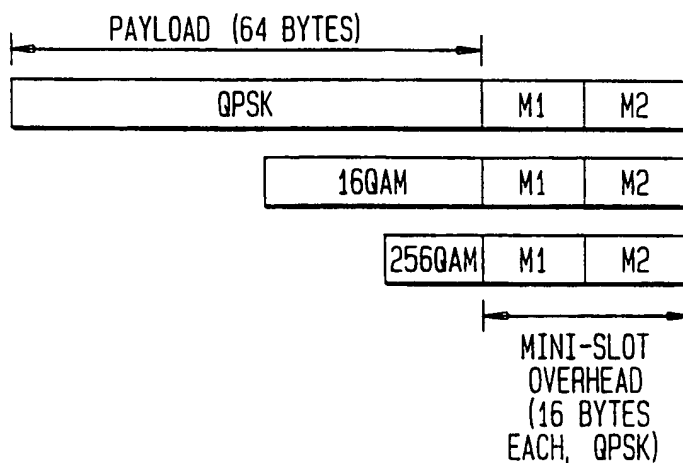 PAYLOAD (64 BYTES)
QPSK M1 M2
16QAM M1 M2
256QAM M1 M2
MINI-SLOT
OVERHEAD
(16 BYTES
EACH, QPSK)